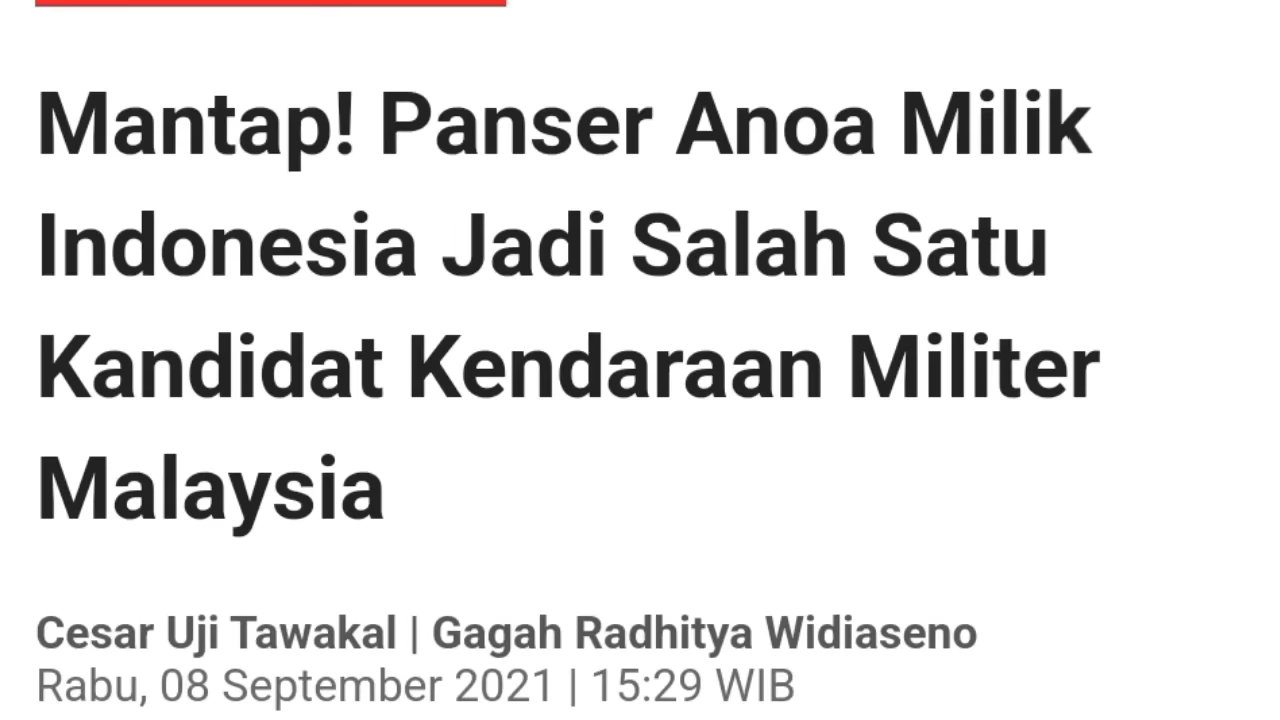 Mantap! Panser Anoa Milik
Indonesia Jadi Salah Satu
Kandidat Kendaraan Militer
Malaysia
Cesar Uji Tawakal | Gagah Radhitya Widiaseno
Rabu, 08 September 2021 | 15:29 WIB